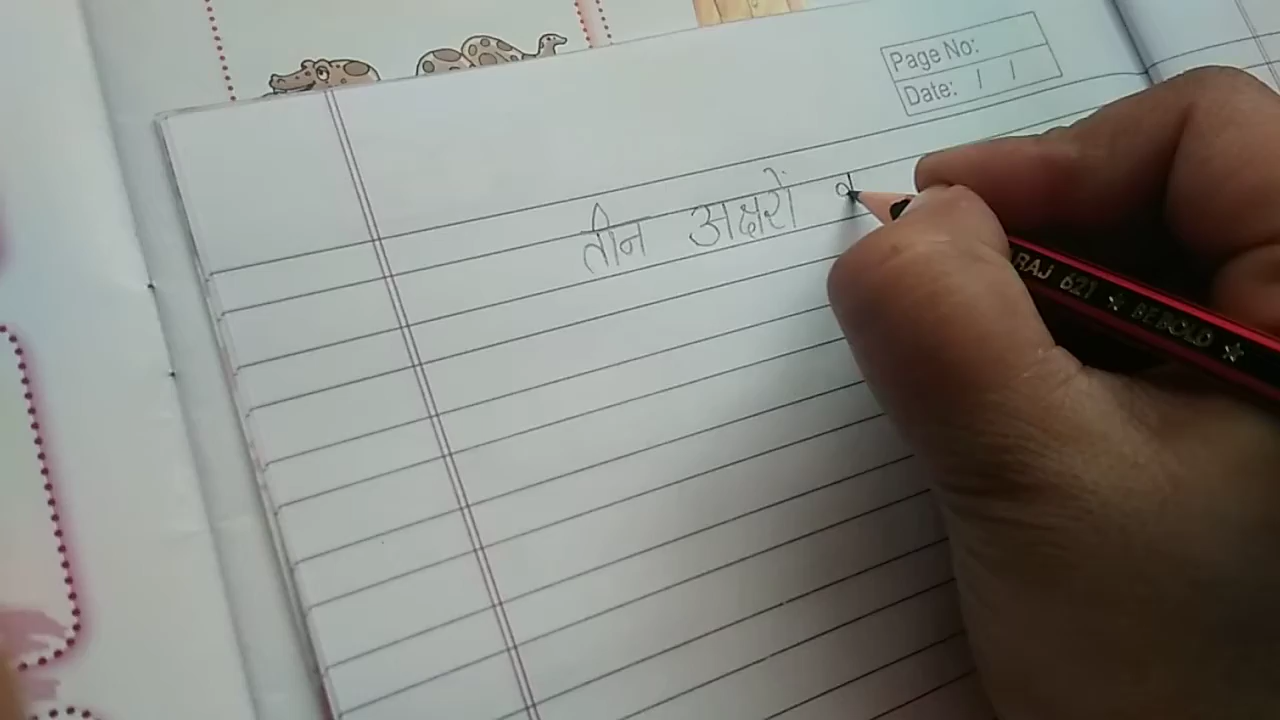 Page No:
Date: / /
तीन अक्षरों
RAJ 621 ★ BE BOLD ★